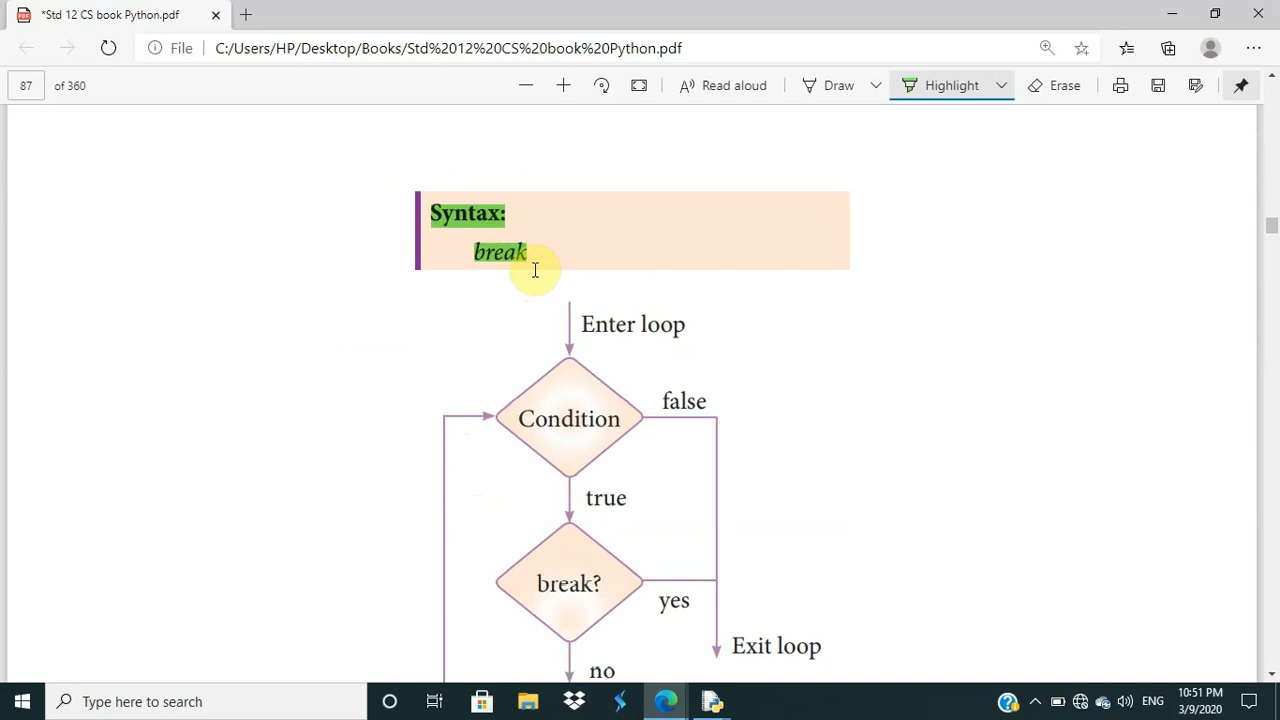 *Std 12 CS book Python.pdf
File C:/Users/HP/Desktop/Books/Std%2012%20CS%20book%20Python.pdf
87 of 360 Read aloud Draw Highlight Erase
Syntax:
break
Enter loop
Condition
false
true
break?
yes
Exit loop
no
Type here to search
ENG
10:51 PM
3/9/2020